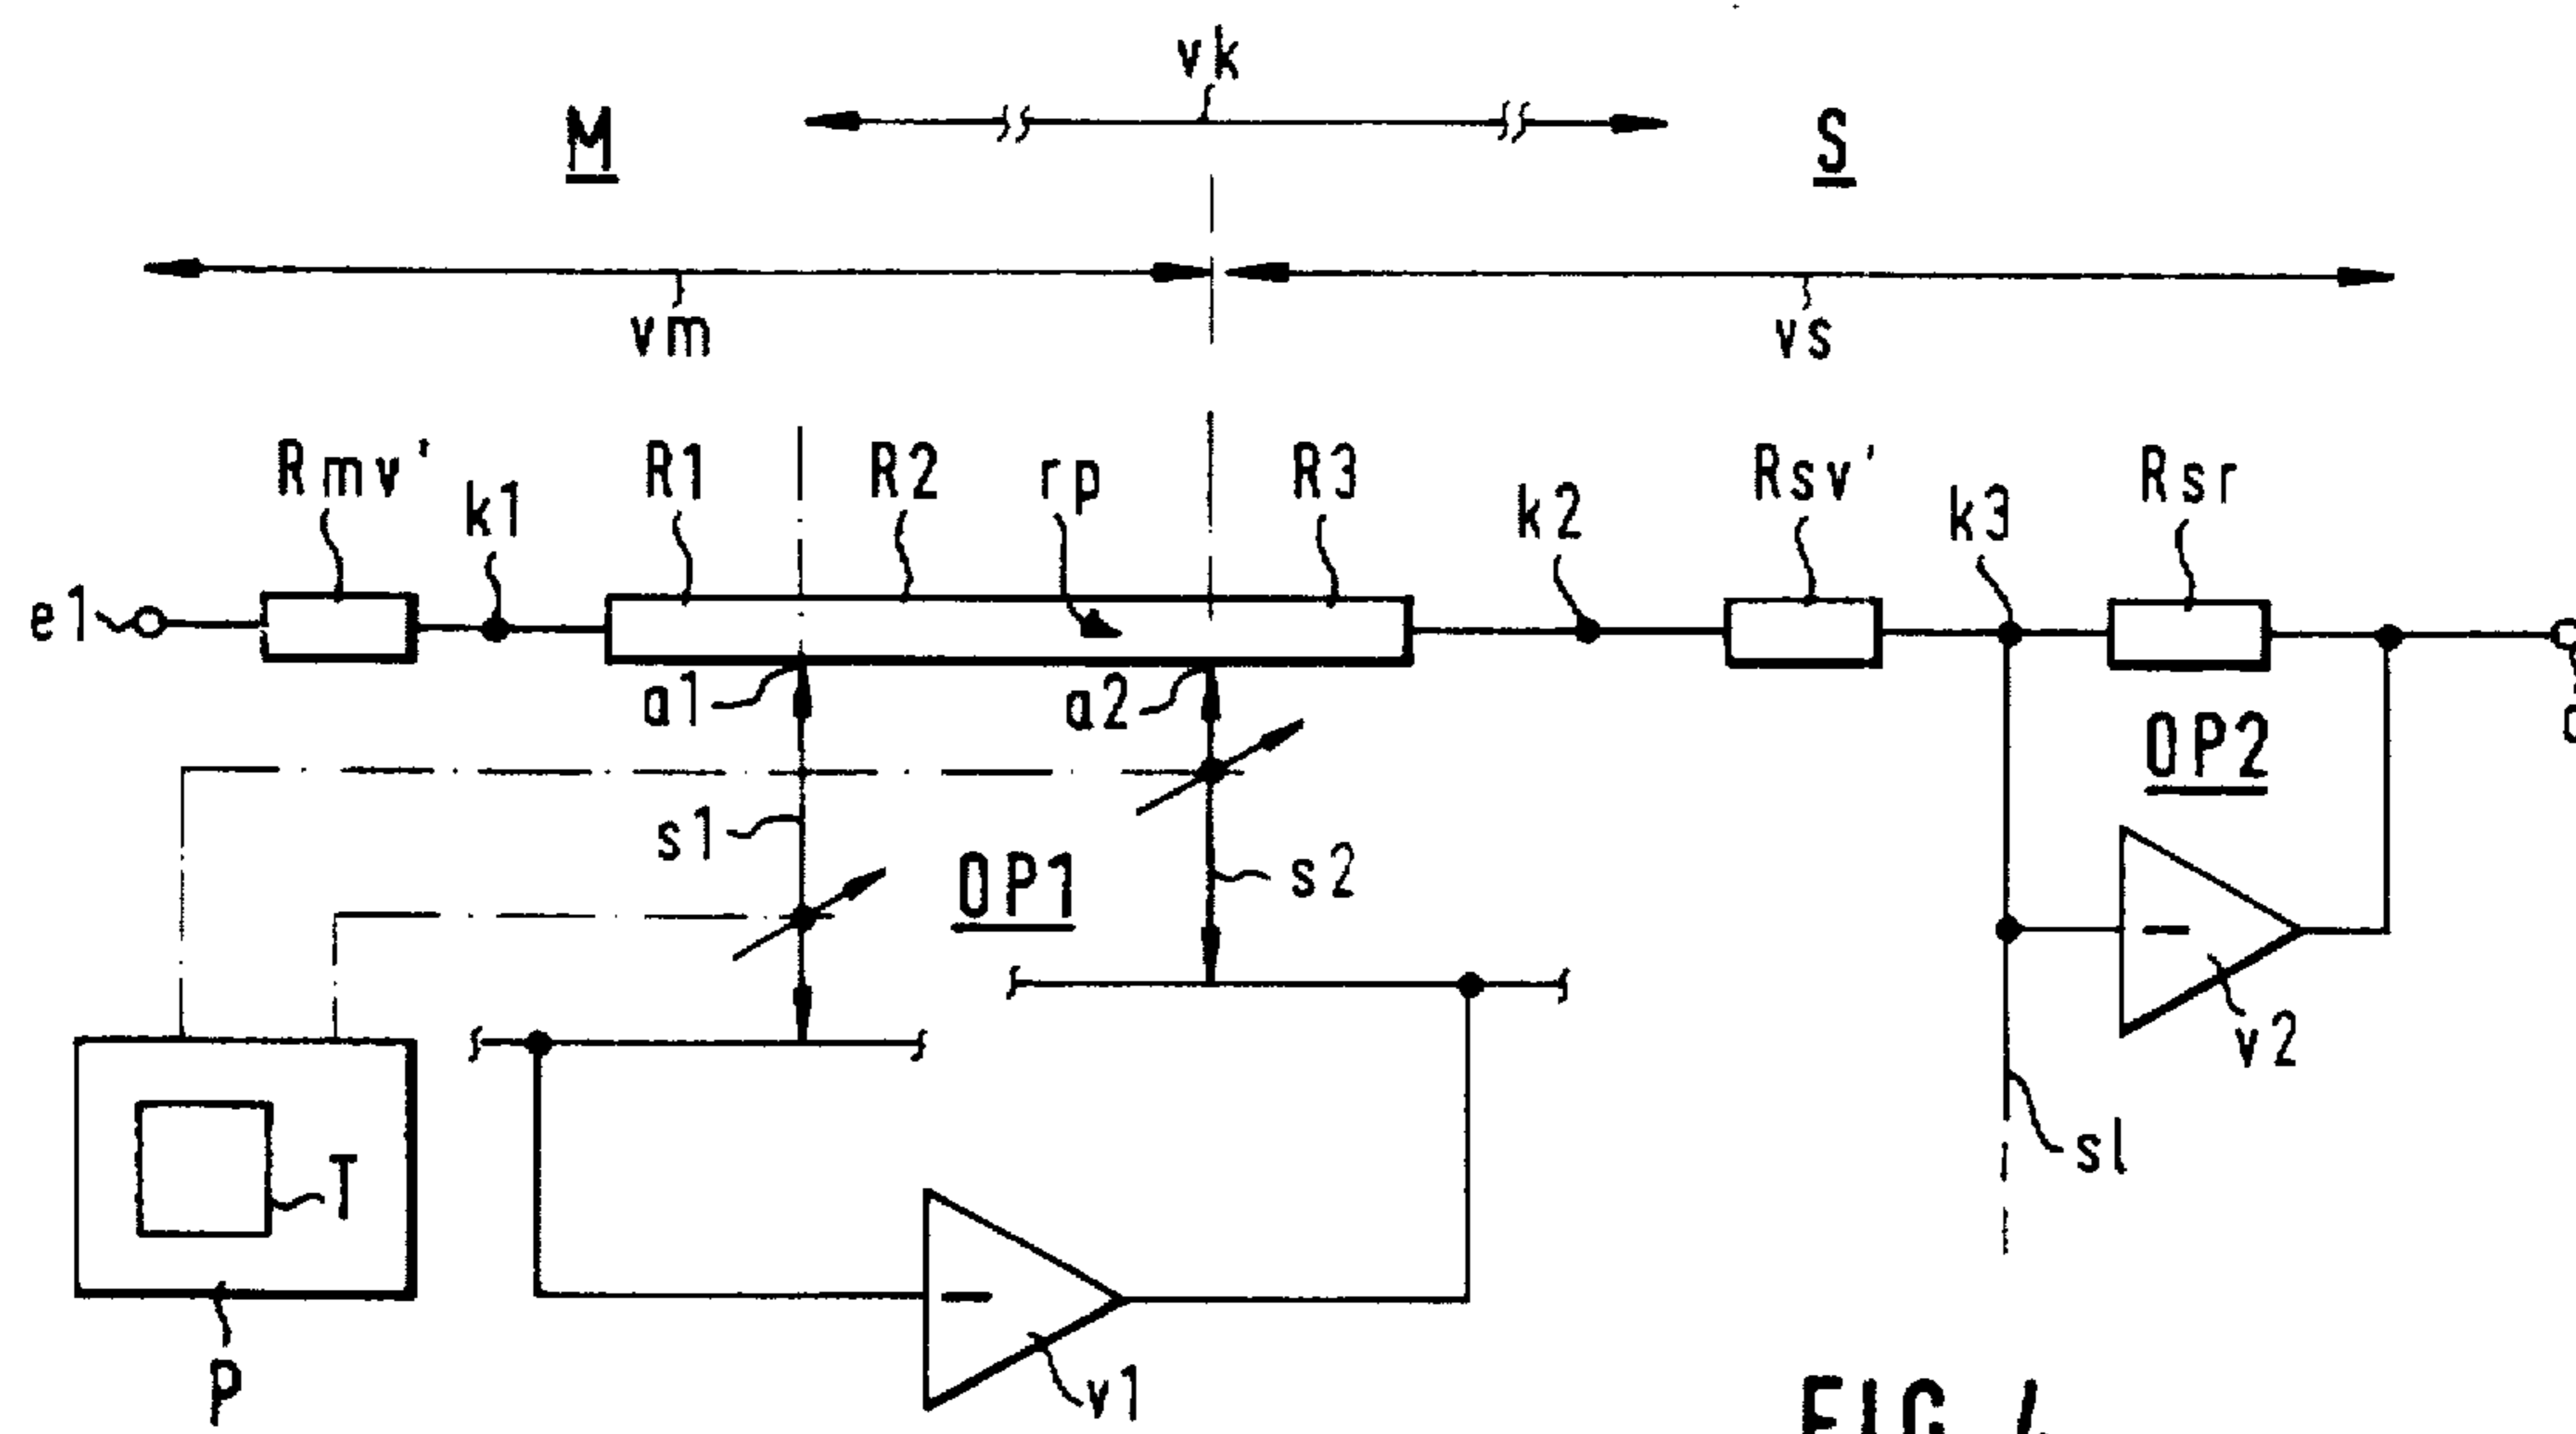 vk
M
S
vm
vs
Rmv'
k1
R1
R2
rp
R3
k2
Rsv'
k3
Rsr
e1
a1
a2
s1
OP1
s2
OP2
v2
sl
T
P
v1